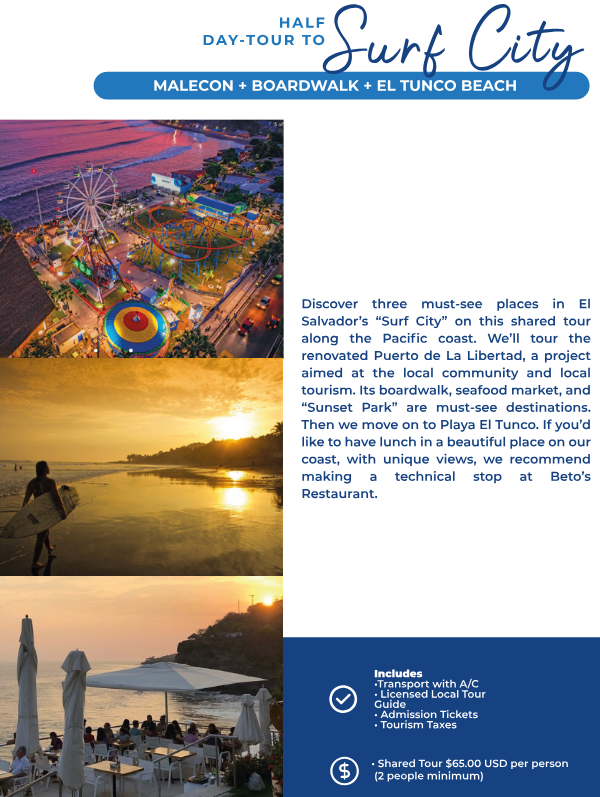 HALF
DAY-TOUR TO
Surf City
MALECON + BOARDWALK + EL TUNCO BEACH
Discover three must-see places in El
Salvador's “Surf City” on this shared tour
along the Pacific coast. We'll tour the
renovated Puerto de La Libertad, a project
aimed at the local community and local
tourism. Its boardwalk, seafood market, and
“Sunset Park” are must-see destinations.
Then we move on to Playa El Tunco. If you'd
like to have lunch in a beautiful place on our
coast, with unique views, we recommend
making a technical stop at Beto's
Restaurant.
Includes
•Transport with A/C
• Licensed Local Tour
Guide
• Admission Tickets
• Tourism Taxes
$
• Shared Tour $65.00 USD per person
(2 people minimum)